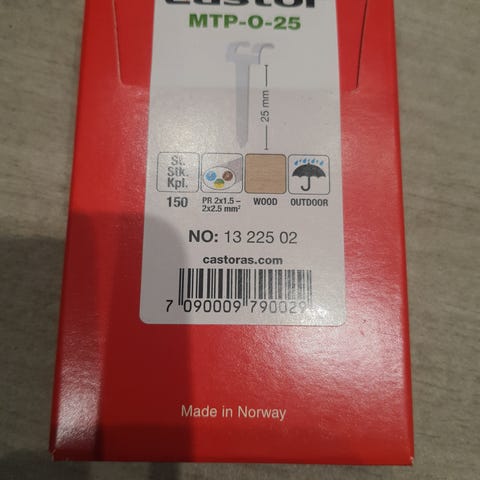 Castor
MTP-O-25
25 mm
St.
Stk.
Kpl.
150
PR 2x1.5 –
2x2.5 mm²
WOOD
OUTDOOR
NO: 13 225 02
castoras.com
7 090009 790029
Made in Norway